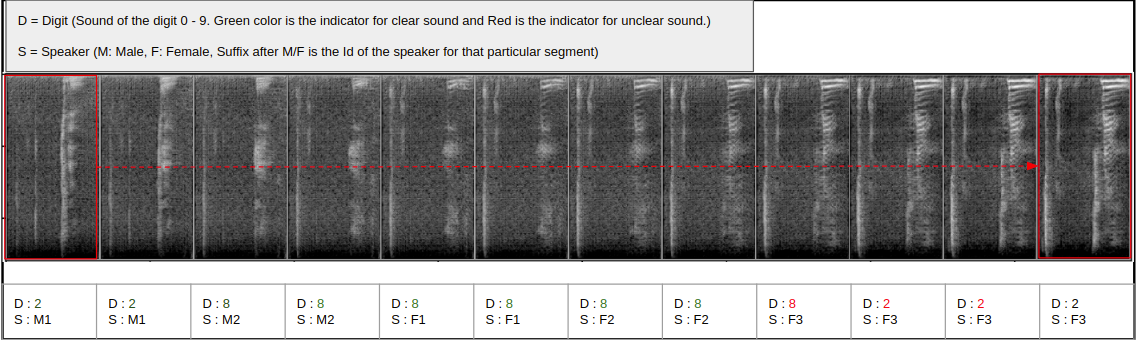 D = Digit (Sound of the digit 0 - 9. Green color is the indicator for clear sound and Red is the indicator for unclear sound.)
S = Speaker (M: Male, F: Female, Suffix after M/F is the Id of the speaker for that particular segment)
D : 2
S : M1
D : 2
S : M1
D : 8
S : M2
D : 8
S : M2
D : 8
S : F1
D : 8
S : F1
D : 8
S : F2
D : 8
S : F2
D : 8
S : F3
D : 2
S : F3
D : 2
S : F3
D : 2
S : F3